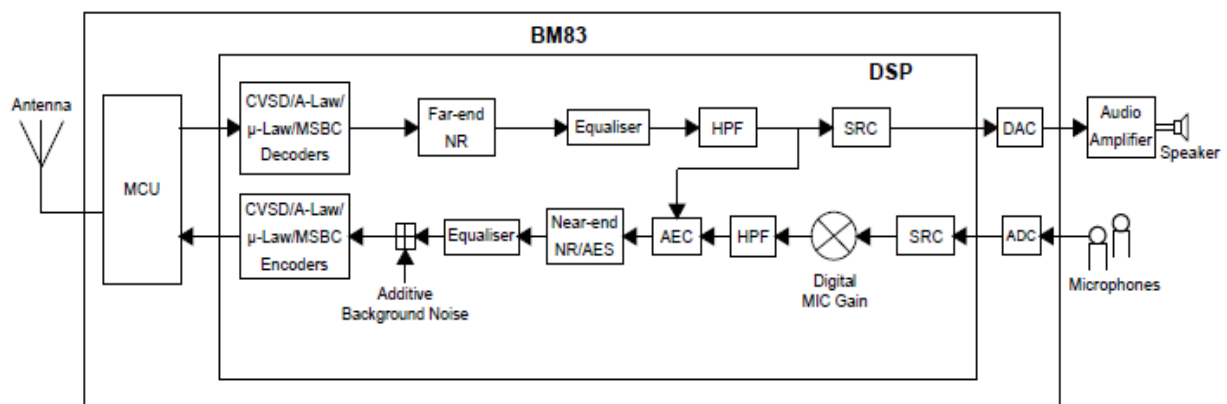 BM83
DSP
Antenna
MCU
CVSD/A-Law/
μ-Law/MSBC
Decoders
Far-end
NR
Equaliser
HPF
SRC
DAC
Audio
Amplifier
Speaker
CVSD/A-Law/
μ-Law/MSBC
Encoders
Additive
Background Noise
Equaliser
Near-end
NR/AES
AEC
HPF
Digital
MIC Gain
SRC
ADC
Microphones